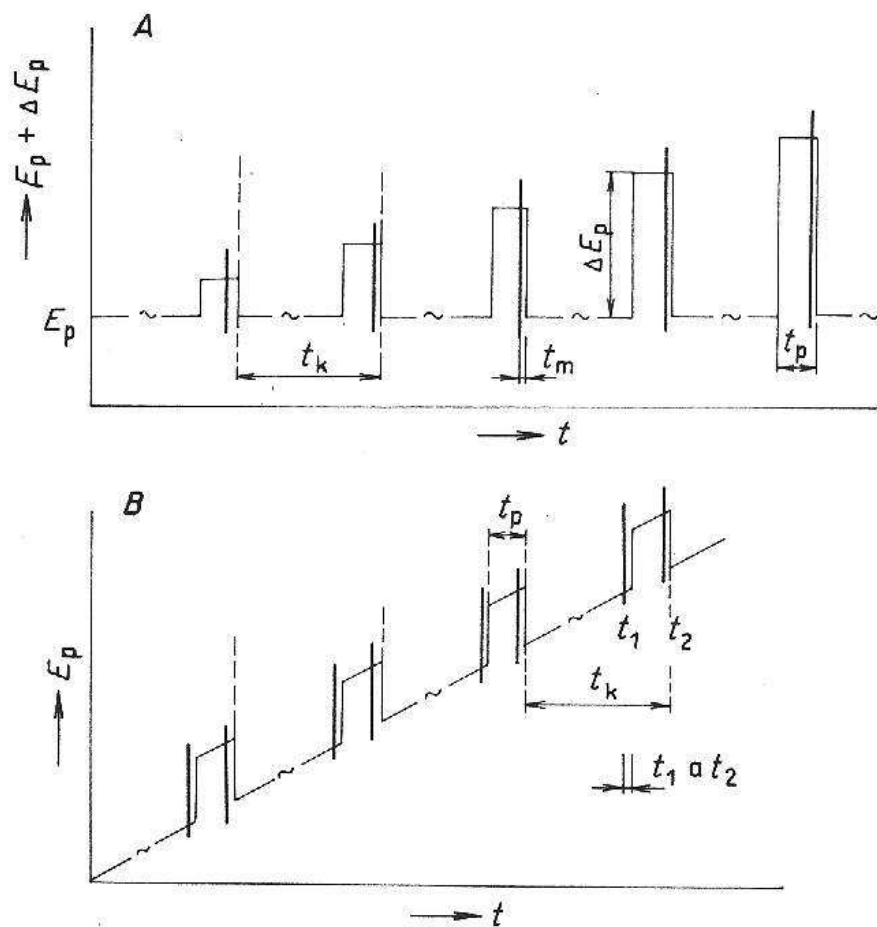 A
E_p + ΔE_p
ΔE_p
E_p
t_k
t_m
t_p
t
B
t_p
E_p
t_1 t_2
t_k
t_1 a t_2
t